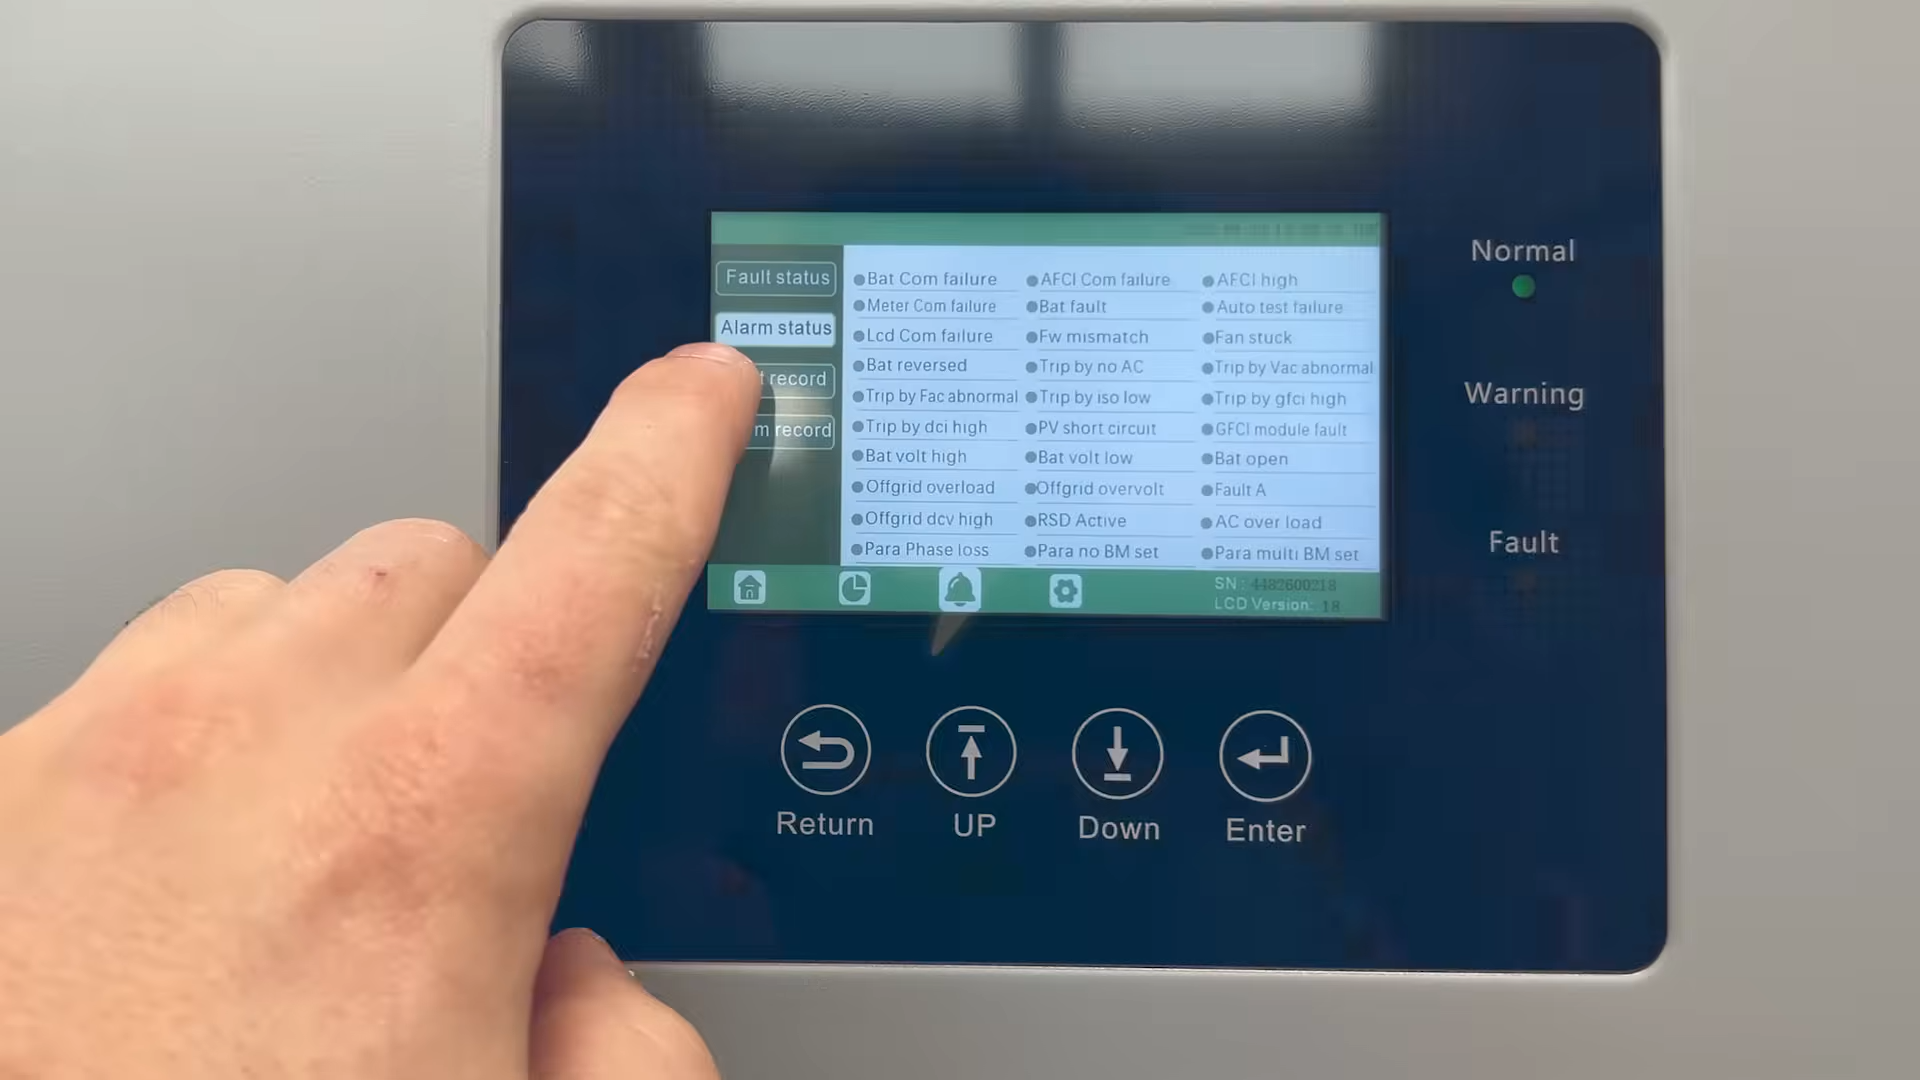 Fault status
Alarm status
t record
m record
Bat Com failure AFCI Com failure AFCI high
Meter Com failure Bat fault Auto test failure
Lcd Com failure Fw mismatch Fan stuck
Bat reversed Trip by no AC Trip by Vac abnormal
Trip by Fac abnormal Trip by iso low Trip by gfci high
Trip by dci high PV short circuit GFCI module fault
Bat volt high Bat volt low Bat open
Offgrid overload Offgrid overvolt Fault A
Offgrid dcv high RSD Active AC over load
Para Phase loss Para no BM set Para multi BM set
SN: 4482600218
LCD Version: 18
Normal
Warning
Fault
Return UP Down Enter